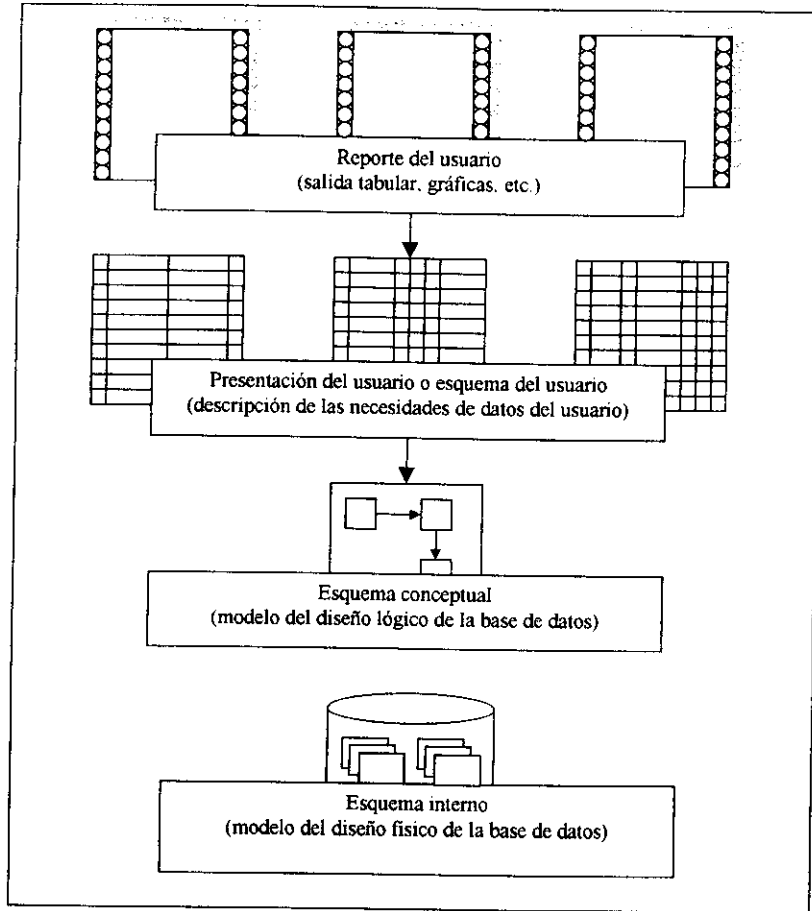 Reporte del usuario
(salida tabular, gráficas, etc.)
Presentación del usuario o esquema del usuario
(descripción de las necesidades de datos del usuario)
Esquema conceptual
(modelo del diseño lógico de la base de datos)
Esquema interno
(modelo del diseño físico de la base de datos)